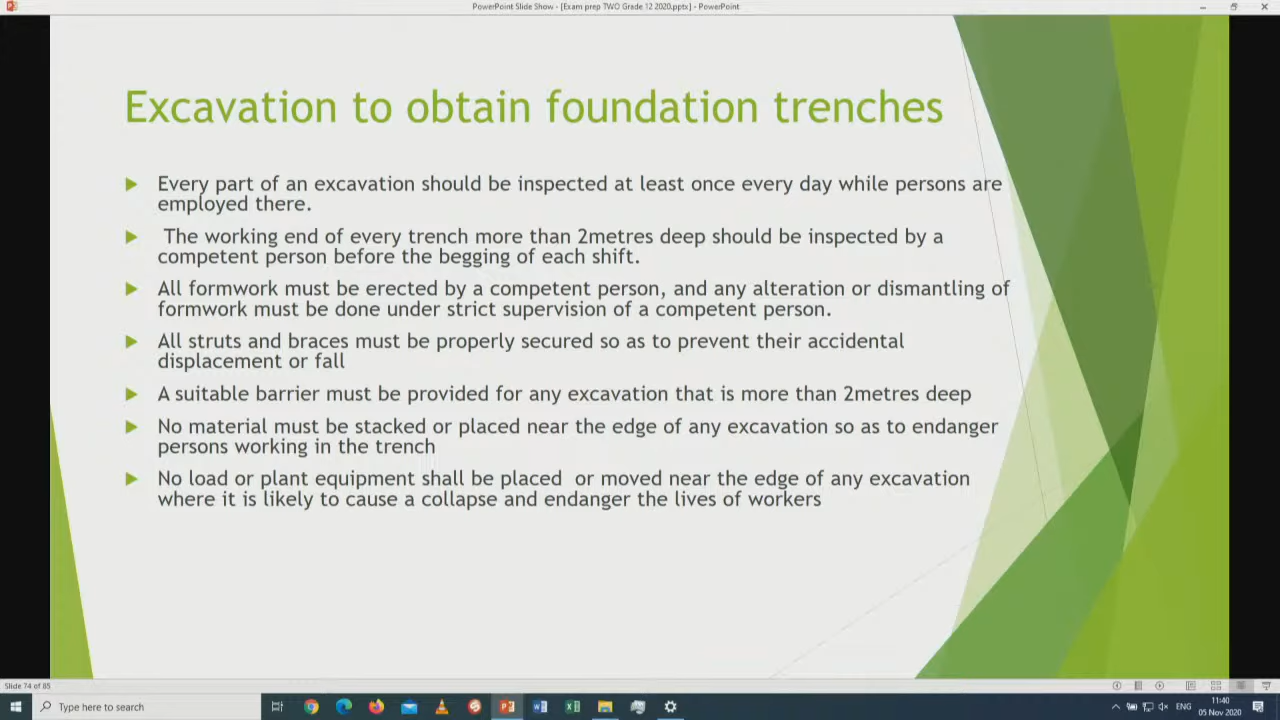 PowerPoint Slide Show - [Exam prep TWO Grade 12 2020.pptx] - PowerPoint
Excavation to obtain foundation trenches
Every part of an excavation should be inspected at least once every day while persons are
employed there.
The working end of every trench more than 2metres deep should be inspected by a
competent person before the begging of each shift.
All formwork must be erected by a competent person, and any alteration or dismantling of
formwork must be done under strict supervision of a competent person.
All struts and braces must be properly secured so as to prevent their accidental
displacement or fall
A suitable barrier must be provided for any excavation that is more than 2metres deep
No material must be stacked or placed near the edge of any excavation so as to endanger
persons working in the trench
No load or plant equipment shall be placed or moved near the edge of any excavation
where it is likely to cause a collapse and endanger the lives of workers
Slide 74 of 85
Type here to search
ENG
11:40
05 Nov 2020